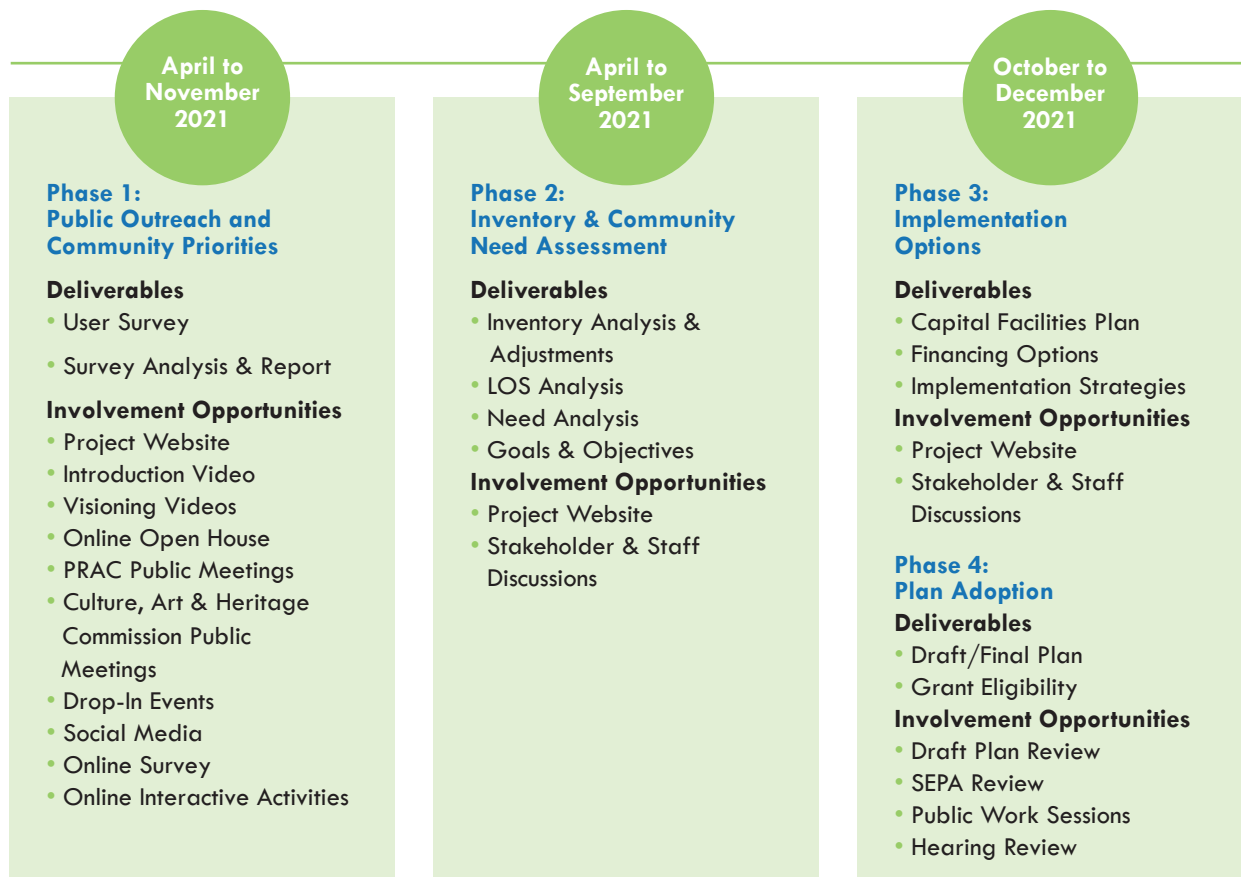 April to
November
2021
Phase 1:
Public Outreach and
Community Priorities
Deliverables
• User Survey
• Survey Analysis & Report
Involvement Opportunities
• Project Website
• Introduction Video
• Visioning Videos
• Online Open House
• PRAC Public Meetings
• Culture, Art & Heritage
Commission Public
Meetings
• Drop-In Events
• Social Media
• Online Survey
• Online Interactive Activities
April to
September
2021
Phase 2:
Inventory & Community
Need Assessment
Deliverables
• Inventory Analysis &
Adjustments
• LOS Analysis
• Need Analysis
• Goals & Objectives
Involvement Opportunities
• Project Website
• Stakeholder & Staff
Discussions
October to
December
2021
Phase 3:
Implementation
Options
Deliverables
• Capital Facilities Plan
• Financing Options
• Implementation Strategies
Involvement Opportunities
• Project Website
• Stakeholder & Staff
Discussions
Phase 4:
Plan Adoption
Deliverables
• Draft/Final Plan
• Grant Eligibility
Involvement Opportunities
• Draft Plan Review
• SEPA Review
• Public Work Sessions
• Hearing Review